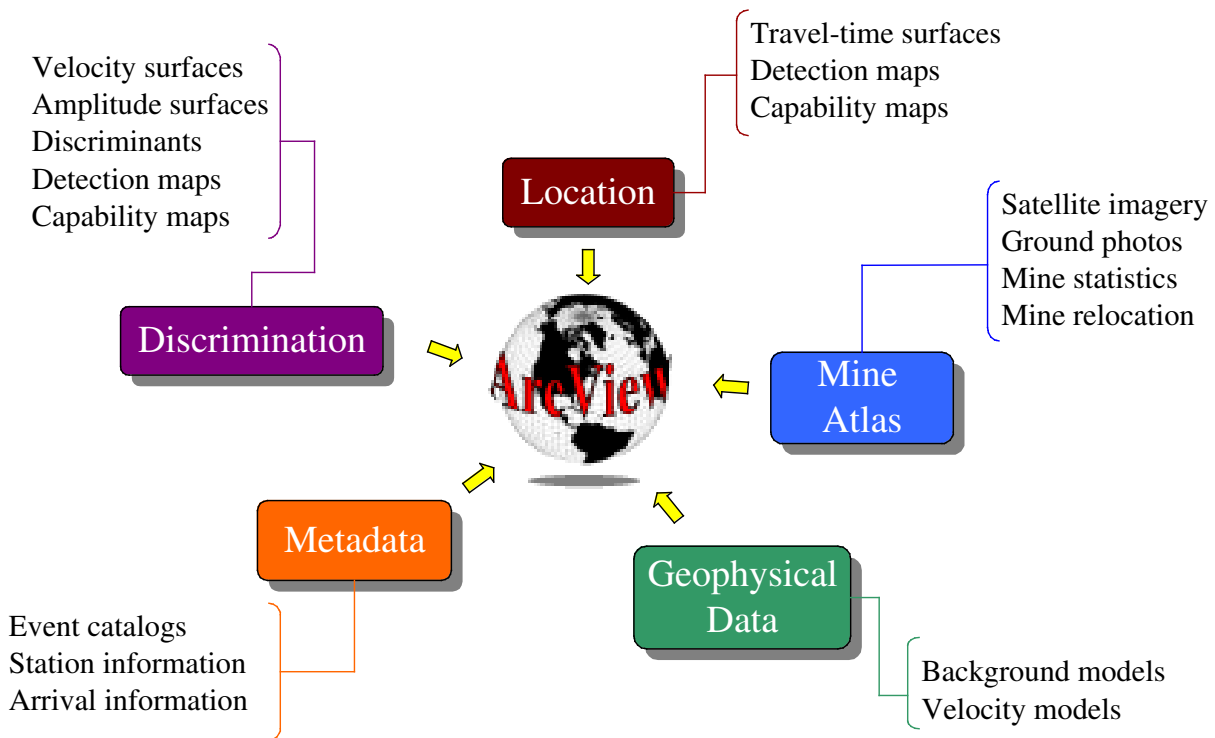 Travel-time surfaces
Detection maps
Capability maps
Velocity surfaces
Amplitude surfaces
Discriminants
Detection maps
Capability maps
Location
Satellite imagery
Ground photos
Mine statistics
Mine relocation
Discrimination
ArcView
Mine
Atlas
Metadata
Geophysical
Data
Event catalogs
Station information
Arrival information
Background models
Velocity models